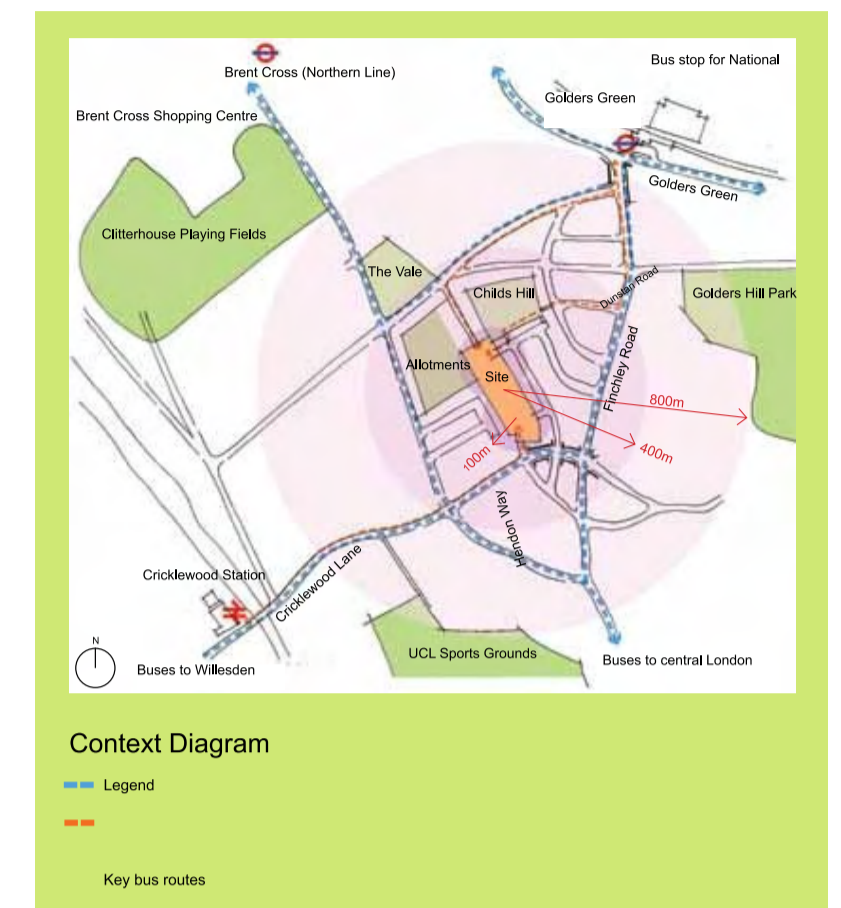 Brent Cross (Northern Line)
Bus stop for National
Golders Green
Brent Cross Shopping Centre
Golders Green
Clitterhouse Playing Fields
The Vale
Childs Hill
Dunstan Road
Golders Hill Park
Allotments
Site
Finchley Road
800m
400m
100m
Hendon Way
Cricklewood Station
Cricklewood Lane
N
Buses to Willesden
UCL Sports Grounds
Buses to central London
Context Diagram
Legend
Key bus routes